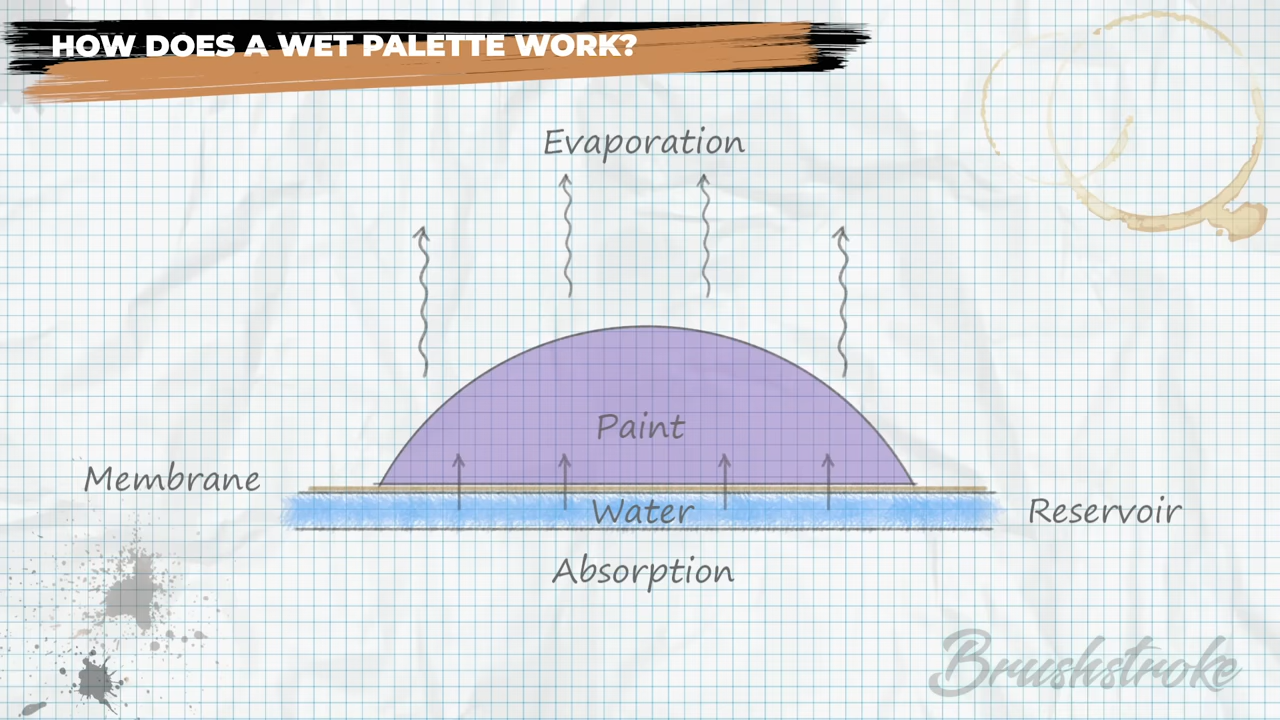 HOW DOES A WET PALETTE WORK?
Evaporation
Paint
Membrane
Water
Reservoir
Absorption
Brushstroke